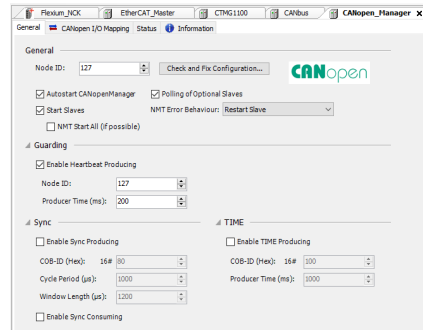 Flexium_NCK EtherCAT_Master CTMG1100 CANbus CANopen_Manager x
General CANopen I/O Mapping Status Information
General
Node ID: 127 Check and Fix Configuration... CANopen
Autostart CANopenManager Polling of Optional Slaves
Start Slaves NMT Error Behaviour: Restart Slave
NMT Start All (if possible)
Guarding
Enable Heartbeat Producing
Node ID: 127
Producer Time (ms): 200
Sync TIME
Enable Sync Producing Enable TIME Producing
COB-ID (Hex): 16# 80 COB-ID (Hex): 16# 100
Cycle Period (µs): 1000 Producer Time (ms): 1000
Window Length (µs): 1200
Enable Sync Consuming